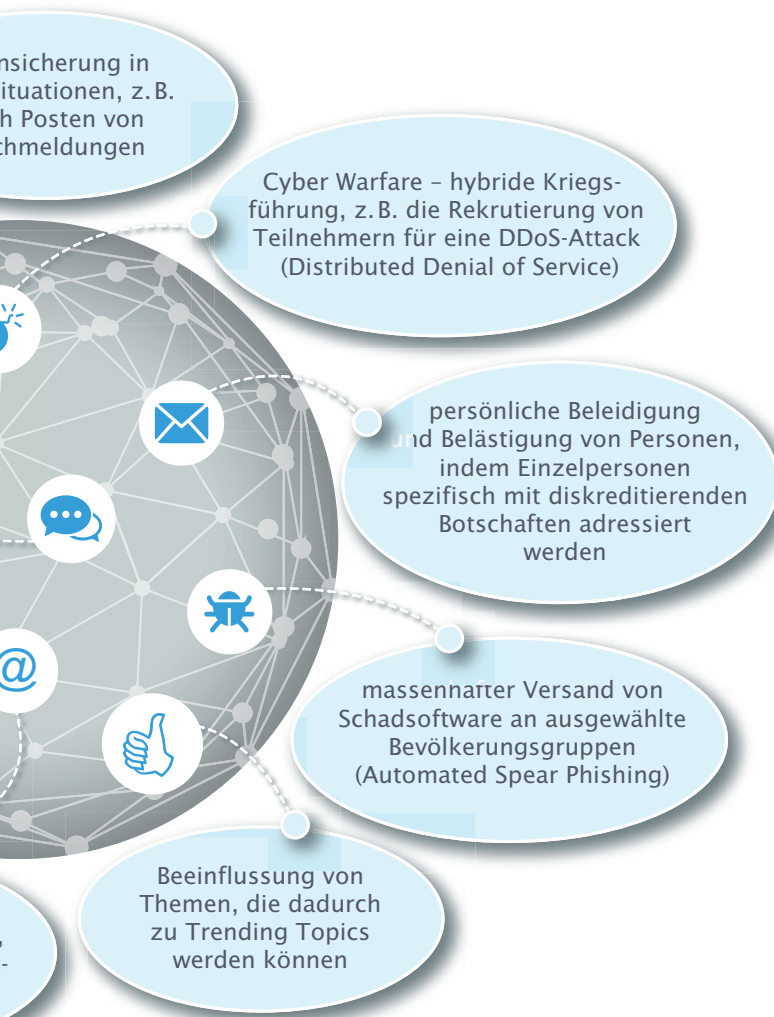 nsicherung in
ituationen, z. B.
h Posten von
chmeldungen
Cyber Warfare – hybride Kriegs-
führung, z. B. die Rekrutierung von
Teilnehmern für eine DDoS-Attack
(Distributed Denial of Service)
persönliche Beleidigung
und Belästigung von Personen,
indem Einzelpersonen
spezifisch mit diskreditierenden
Botschaften adressiert
werden
@
massenhafter Versand von
Schadsoftware an ausgewählte
Bevölkerungsgruppen
(Automated Spear Phishing)
Beeinflussung von
Themen, die dadurch
zu Trending Topics
werden können
,
-